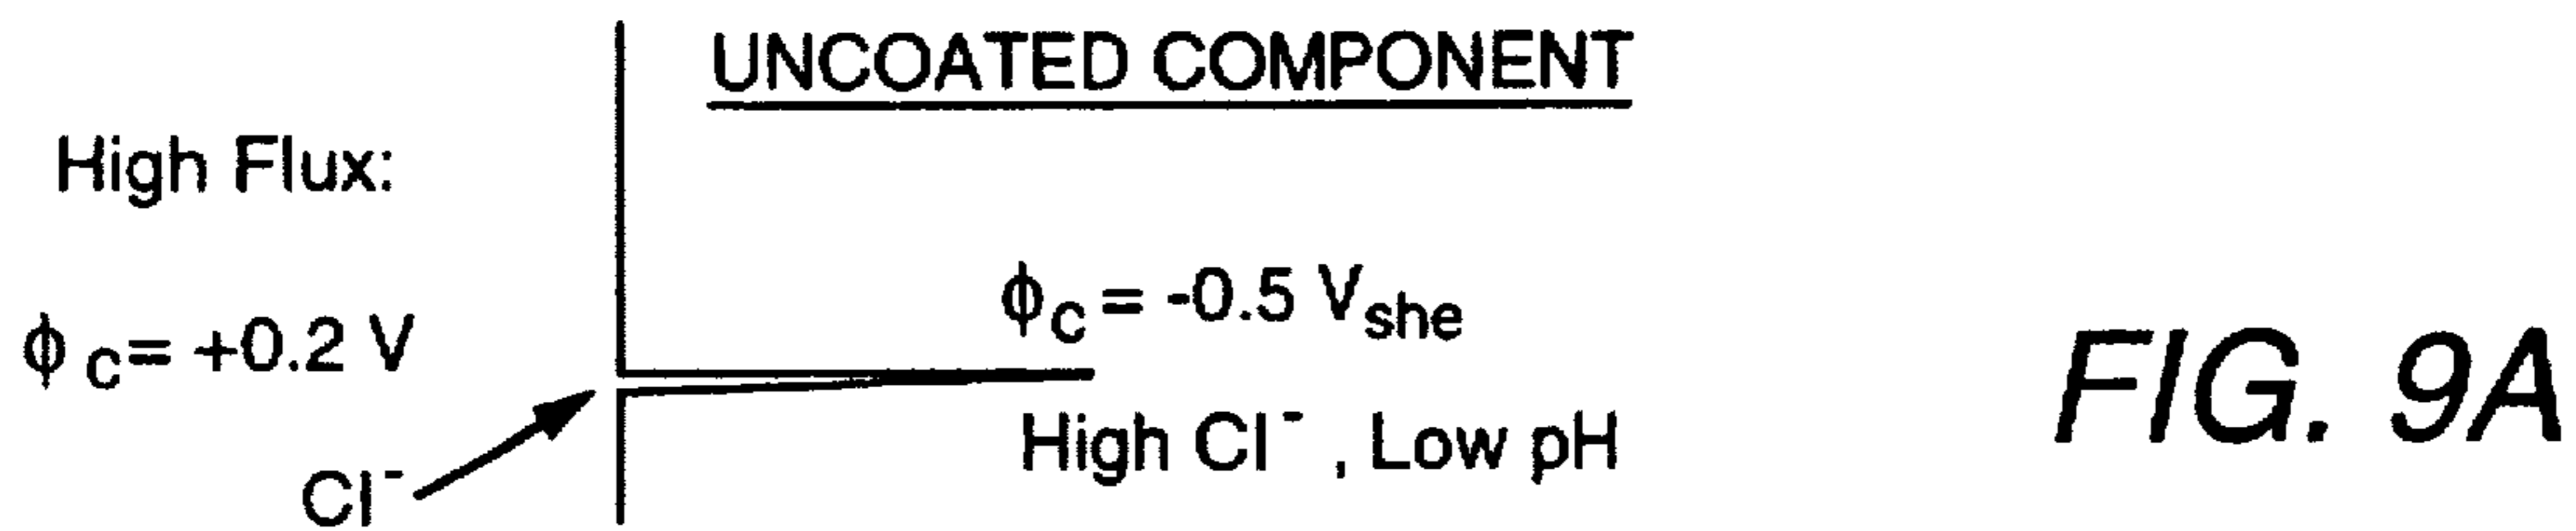 UNCOATED COMPONENT
High Flux:
ϕc = -0.5 Vshe
ϕc = +0.2 V
High Cl⁻ , Low pH
Cl⁻
FIG. 9A